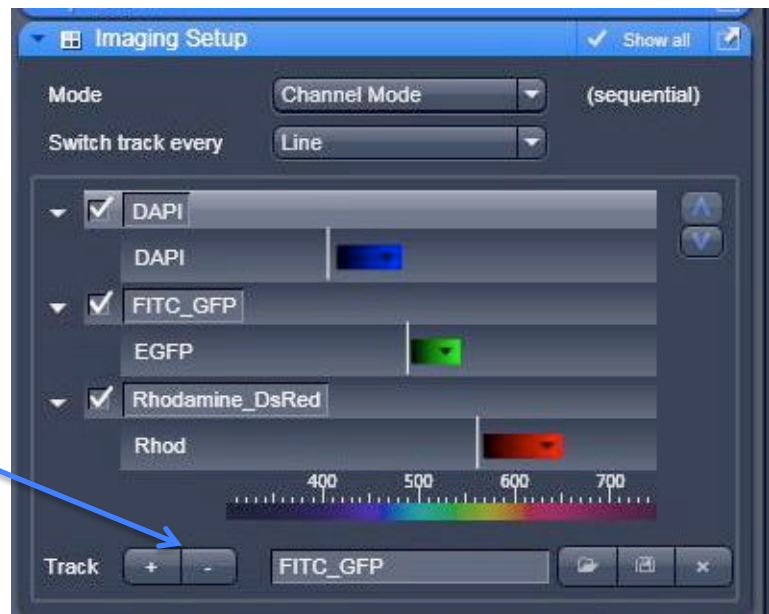 Imaging Setup Show all
Mode Channel Mode (sequential)
Switch track every Line
DAPI
DAPI
FITC_GFP
EGFP
Rhodamine_DsRed
Rhod
400 500 600 700
Track + - FITC_GFP x